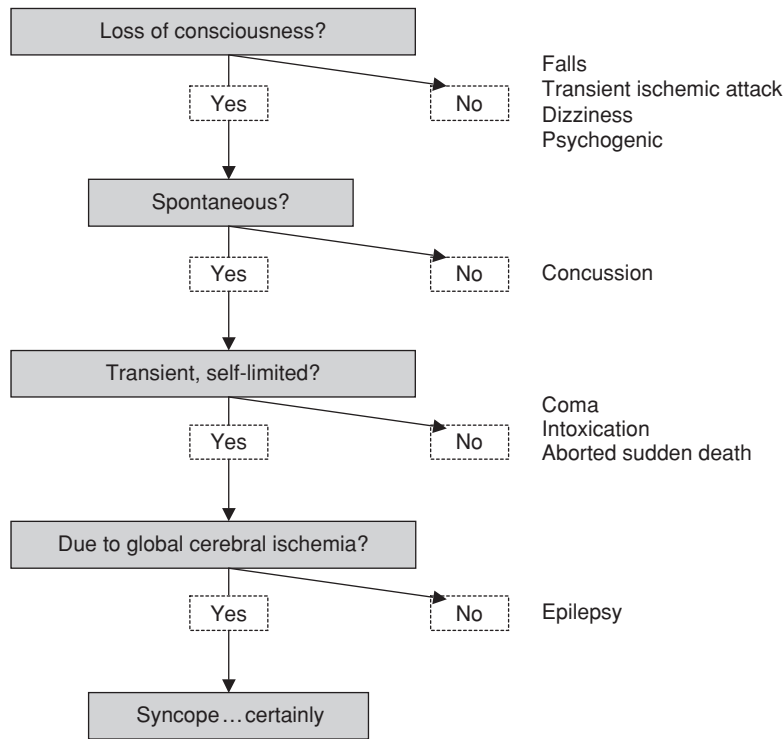 Loss of consciousness?
Yes
No
Falls
Transient ischemic attack
Dizziness
Psychogenic
Spontaneous?
Yes
No
Concussion
Transient, self-limited?
Yes
No
Coma
Intoxication
Aborted sudden death
Due to global cerebral ischemia?
Yes
No
Epilepsy
Syncope…certainly